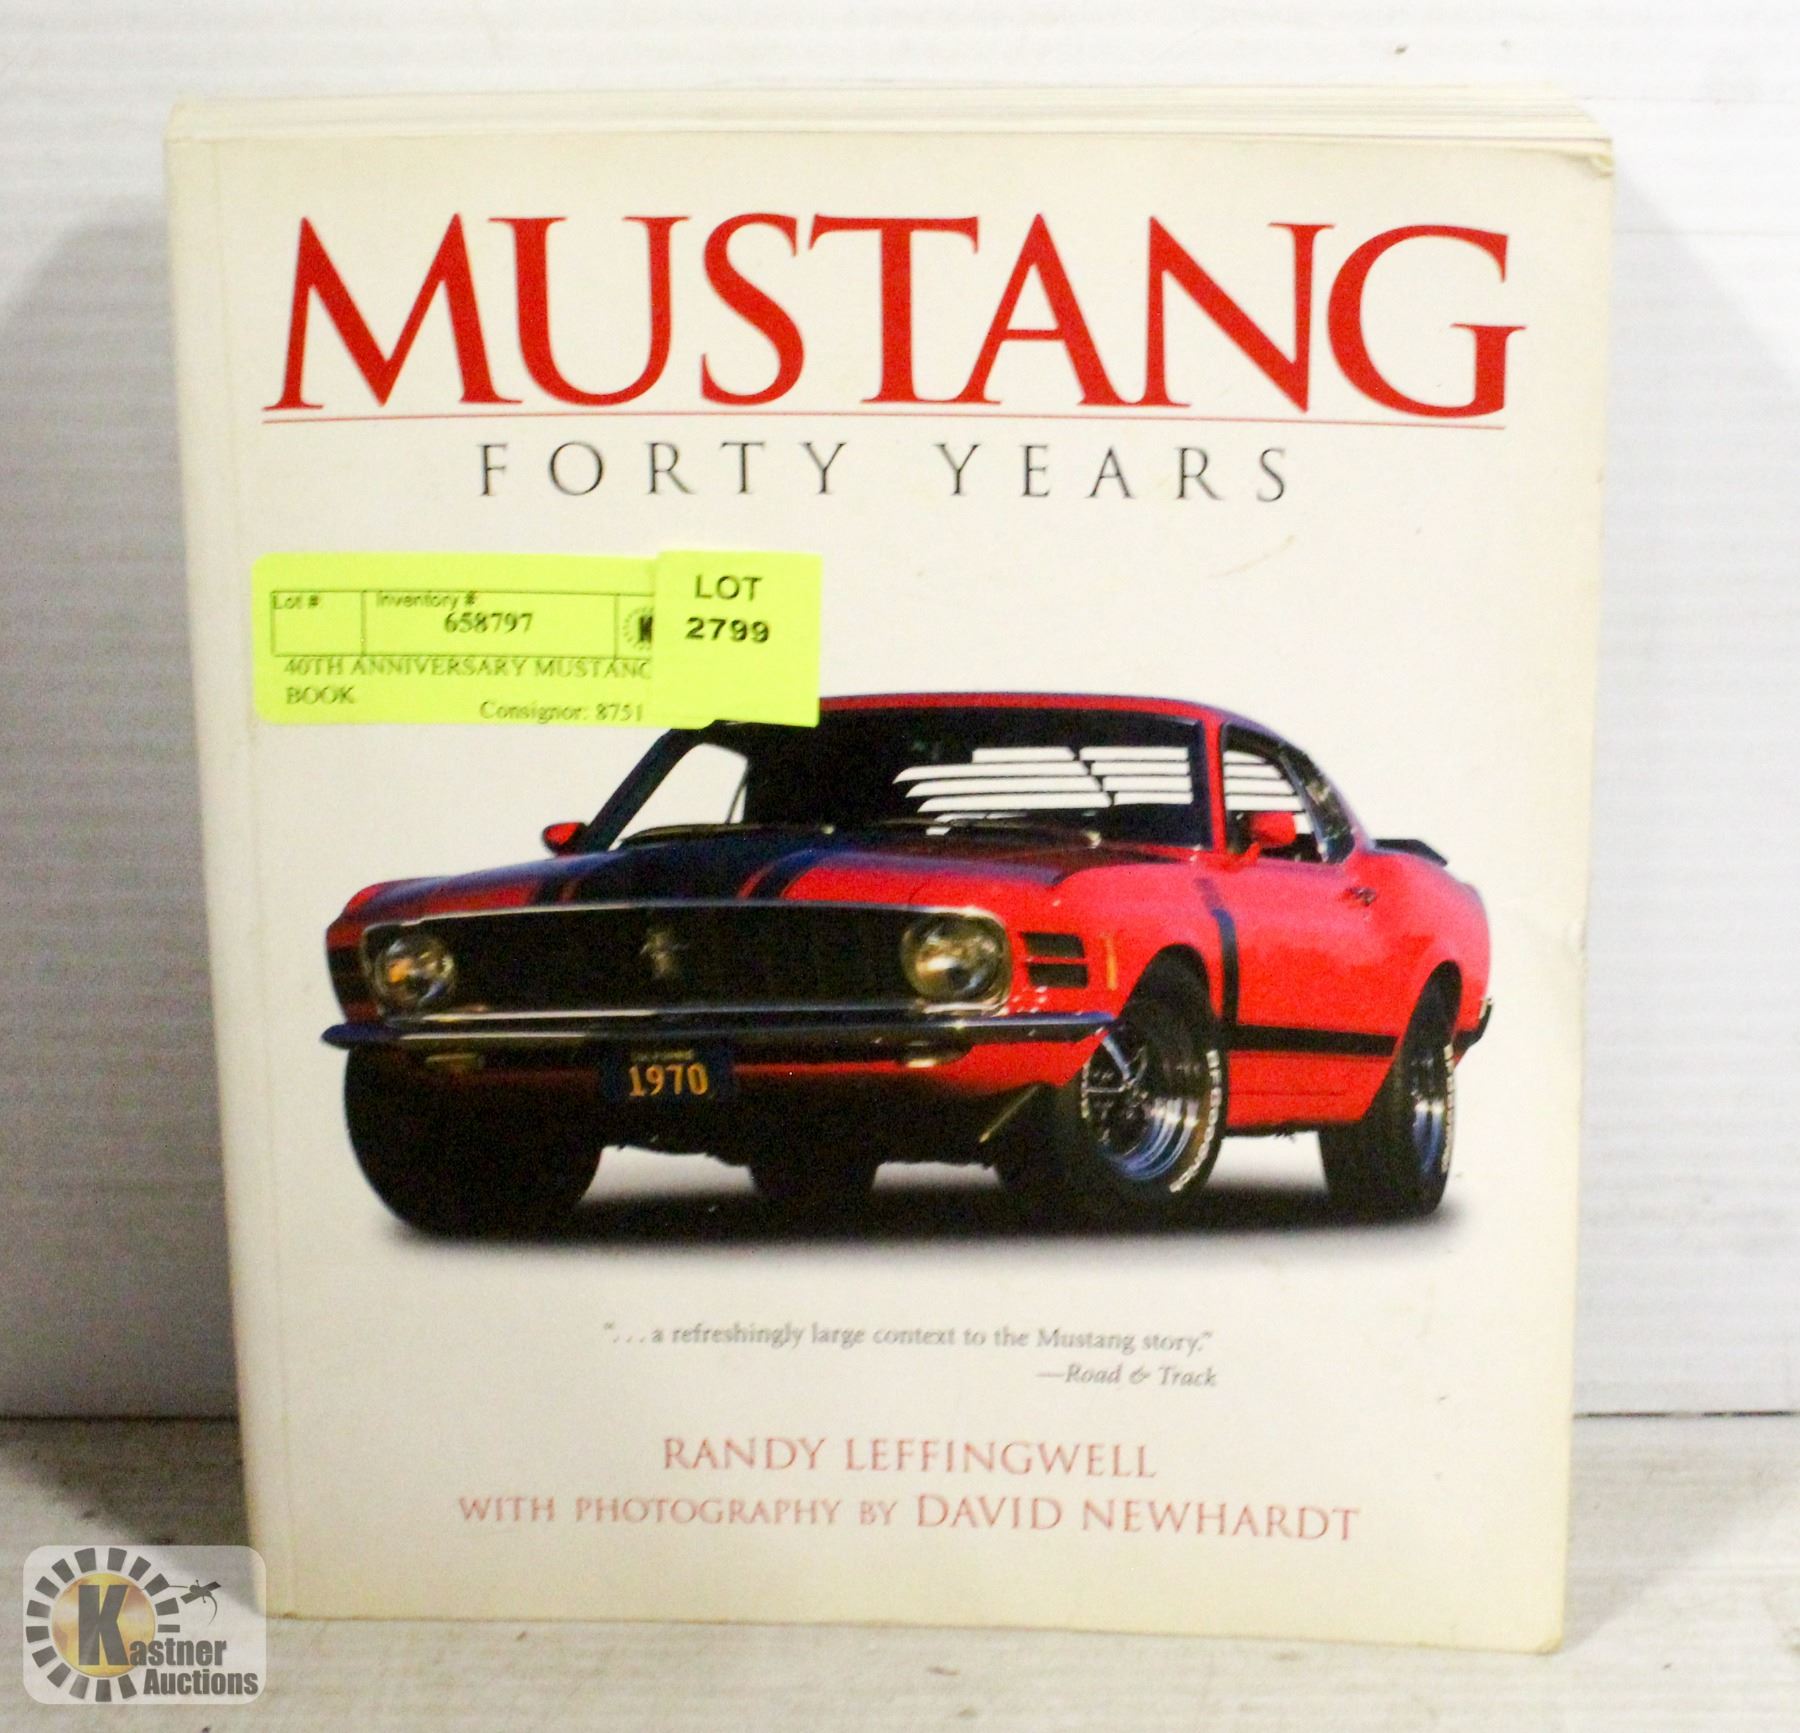 MUSTANG
FORTY YEARS
Lot # Inventory #
658797
LOT
2799
40TH ANNIVERSARY MUSTANG
BOOK
Consignor: 8751
1970
". . . a refreshingly large context to the Mustang story."
—Road & Track
RANDY LEFFINGWELL
WITH PHOTOGRAPHY BY DAVID NEWHARDT
Kastner
Auctions